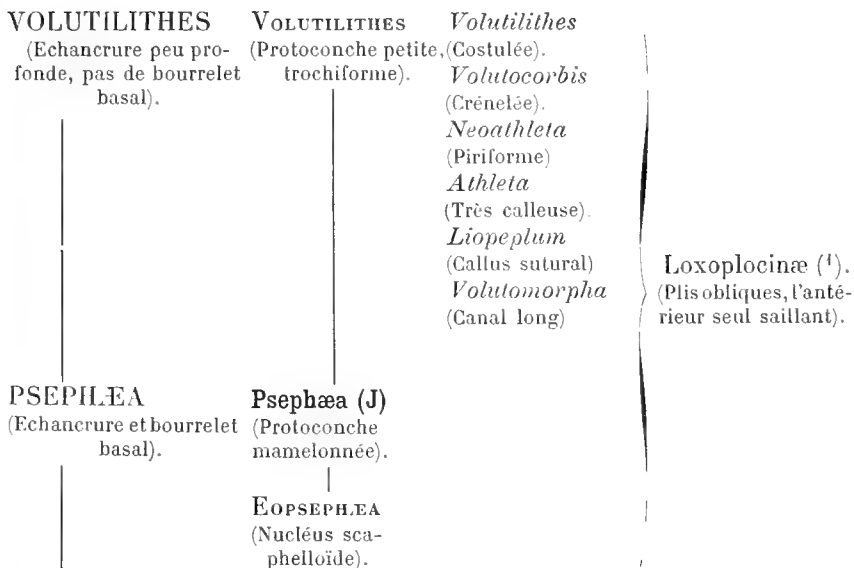 VOLUTILITHES
(Echancrure peu pro-
fonde, pas de bourrelet
basal).
VOLUTILITHES
(Protoconche petite,
trochiforme).
Volutilithes
(Costulée).
Volutocorbis
(Crénelée).
Neoathleta
(Piriforme)
Athleta
(Très calleuse).
Liopeplum
(Callus sutural)
Volutomorpha
(Canal long)
Loxoplocinæ (¹).
(Plis obliques, l'anté-
rieur seul saillant).
PSEPHÆA
(Echancrure et bourrelet
basal).
Psephæa (J)
(Protoconche
mamelonnée).
EOPSEPHÆA
(Nucléus sca-
phelloïde).